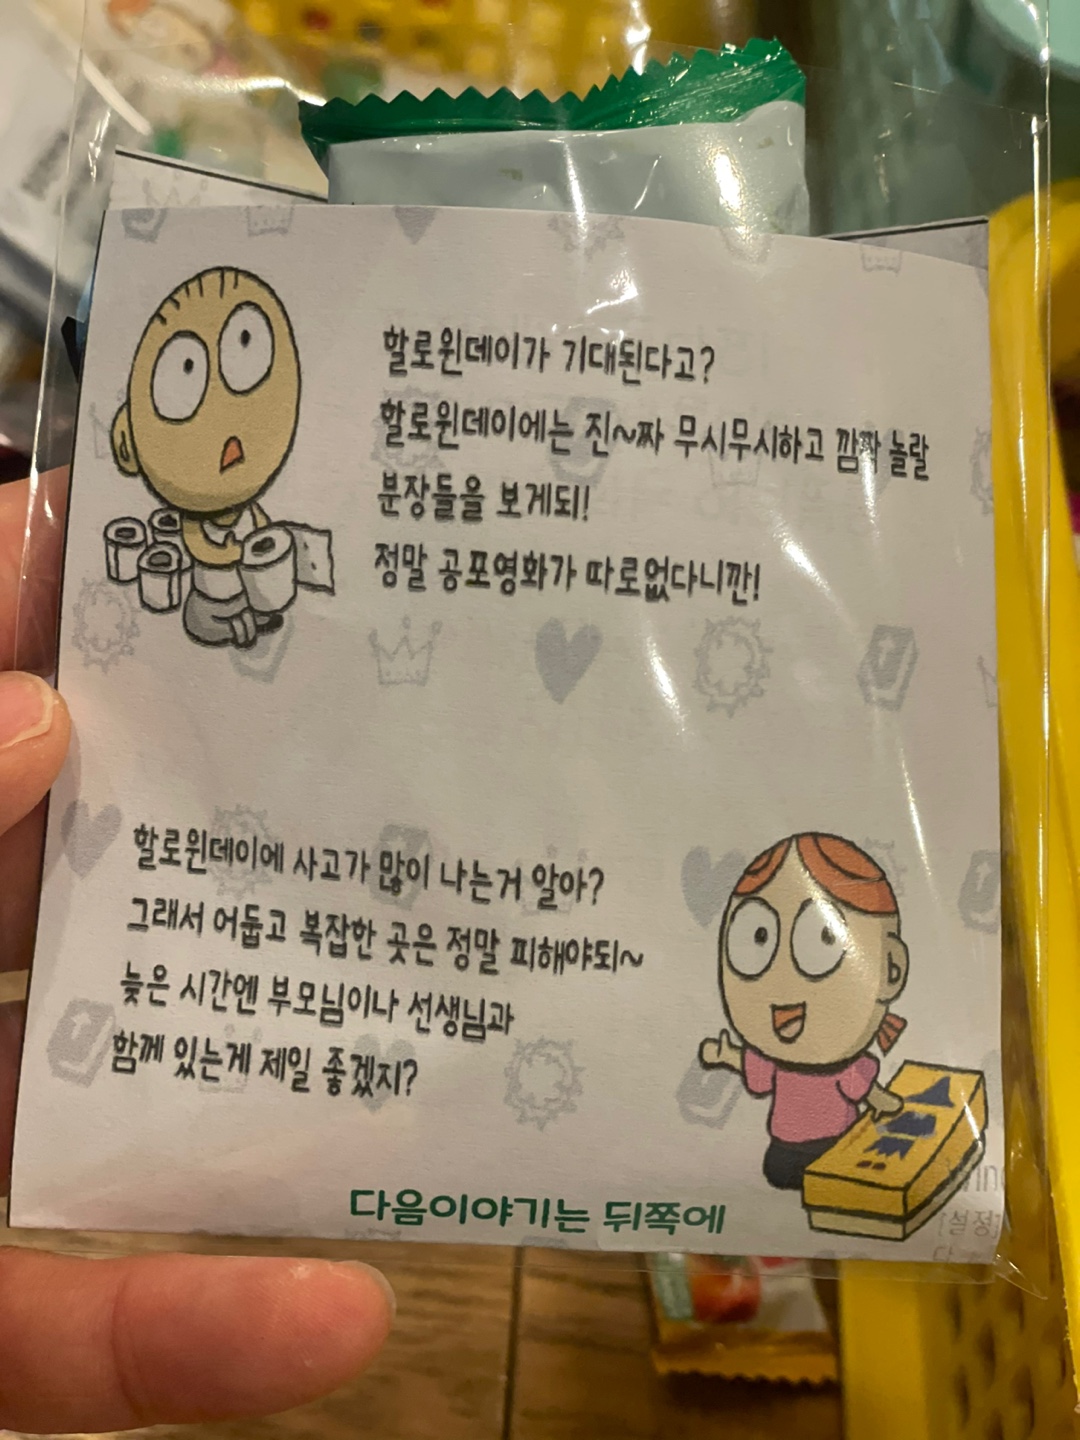 할로윈데이가 기대된다고?
할로윈데이에는 진~짜 무시무시하고 깜짝 놀랄
분장들을 보게되!
정말 공포영화가 따로없다니깐!
할로윈데이에 사고가 많이 나는거 알아?
그래서 어둡고 복잡한 곳은 정말 피해야되~
늦은 시간엔 부모님이나 선생님과
함께 있는게 제일 좋겠지?
다음이야기는 뒤쪽에